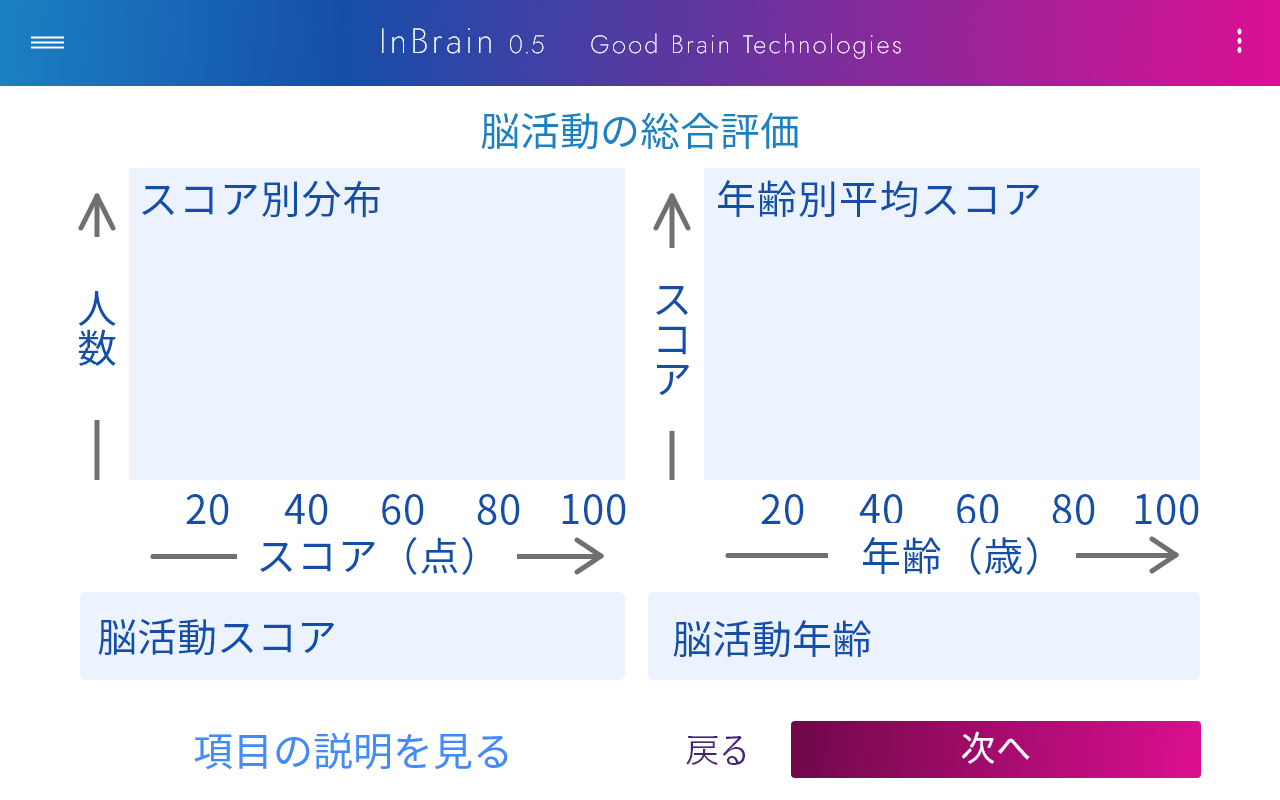 InBrain 0.5 Good Brain Technologies
脳活動の総合評価
スコア別分布
人数
20 40 60 80 100
スコア（点）
年齢別平均スコア
スコア
20 40 60 80 100
年齢（歳）
脳活動スコア
脳活動年齢
項目の説明を見る
戻る
次へ